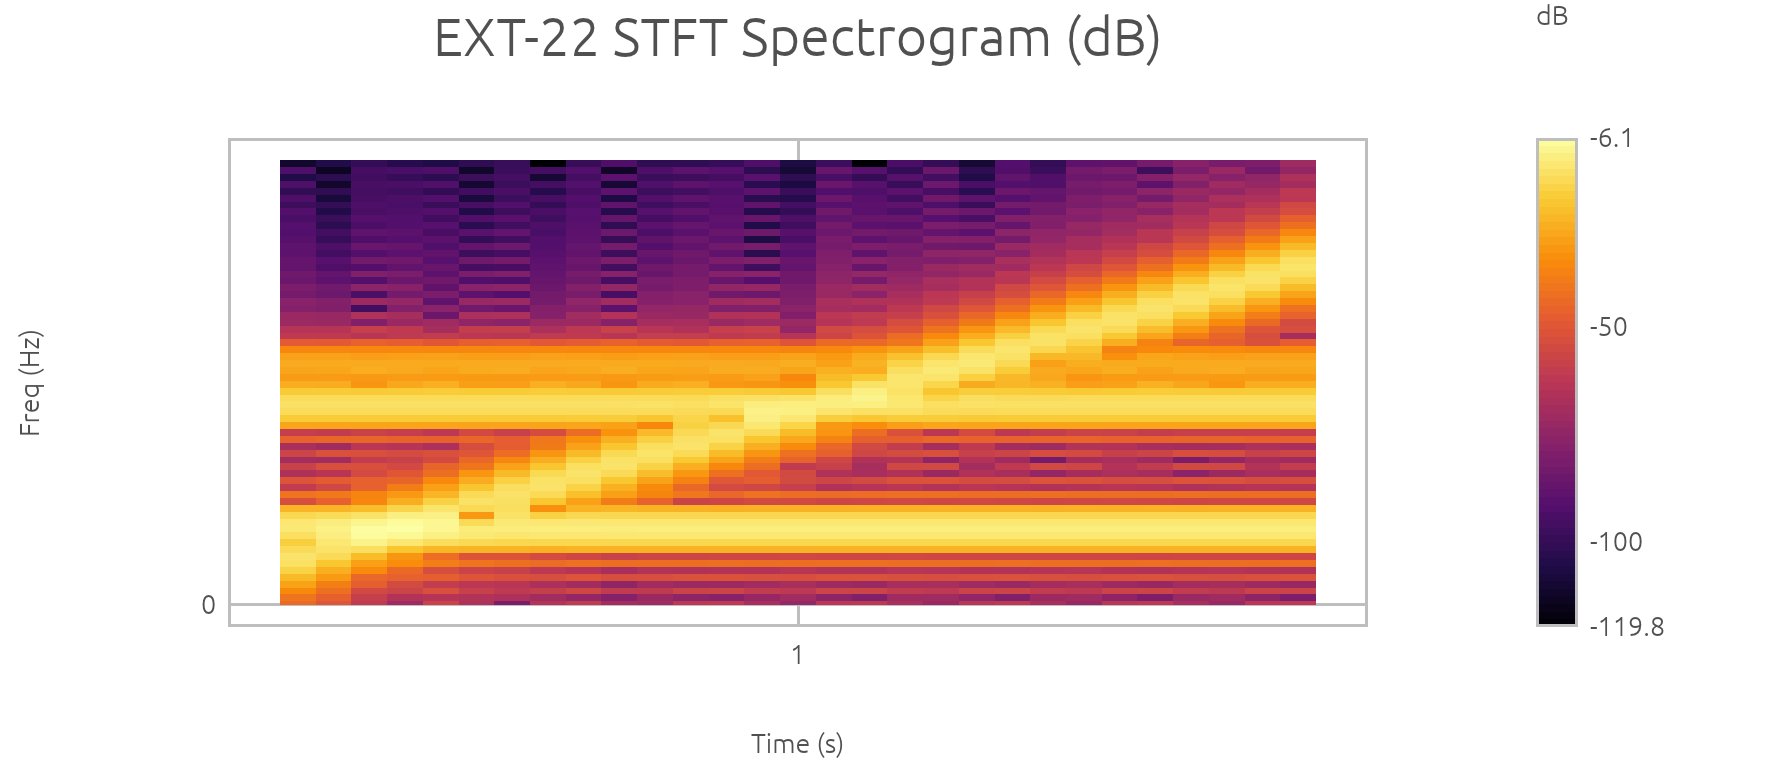 EXT-22 STFT Spectrogram (dB)
dB
-6.1
-50
-100
-119.8
Freq (Hz)
0
1
Time (s)